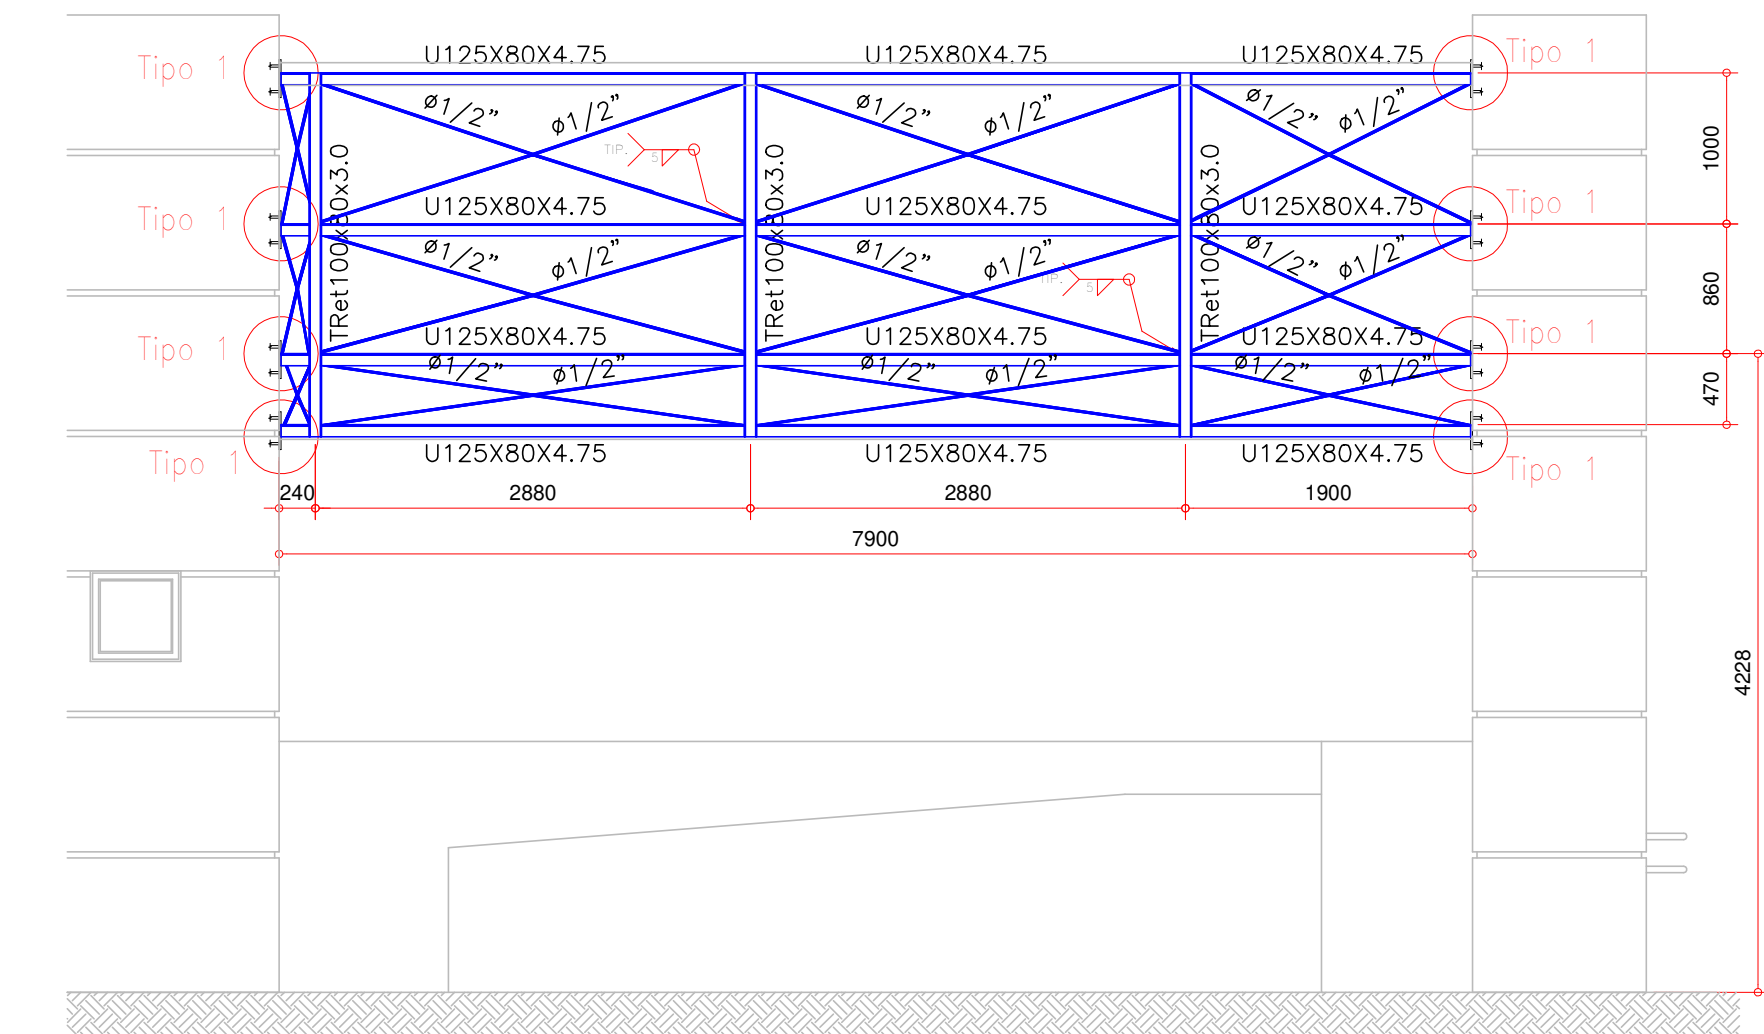 U125X80X4.75 U125X80X4.75 U125X80X4.75
Tipo 1 Tipo 1
ø1/2” ø1/2” ø1/2” ø1/2” ø1/2” ø1/2”
TIP. 5
1000
TRet100x80x3.0 TRet100x80x3.0 TRet100x80x3.0
U125X80X4.75 U125X80X4.75 U125X80X4.75
Tipo 1 Tipo 1
ø1/2” ø1/2” ø1/2” ø1/2” ø1/2” ø1/2”
TIP. 5
860
U125X80X4.75 U125X80X4.75 U125X80X4.75
Tipo 1 Tipo 1
ø1/2” ø1/2” ø1/2” ø1/2” ø1/2” ø1/2”
470
U125X80X4.75 U125X80X4.75 U125X80X4.75
Tipo 1 Tipo 1
240 2880 2880 1900
7900
4228